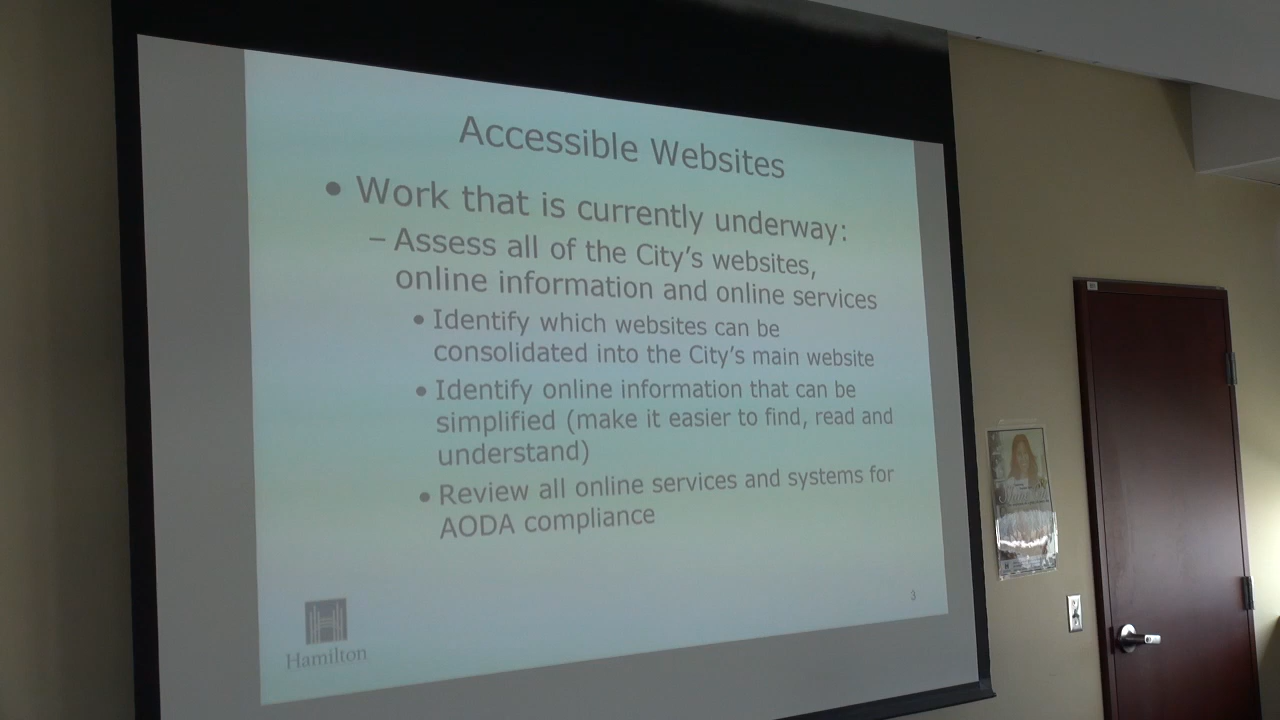 Accessible Websites
• Work that is currently underway:
– Assess all of the City's websites,
online information and online services
• Identify which websites can be
consolidated into the City's main website
• Identify online information that can be
simplified (make it easier to find, read and
understand)
• Review all online services and systems for
AODA compliance
3
Hamilton